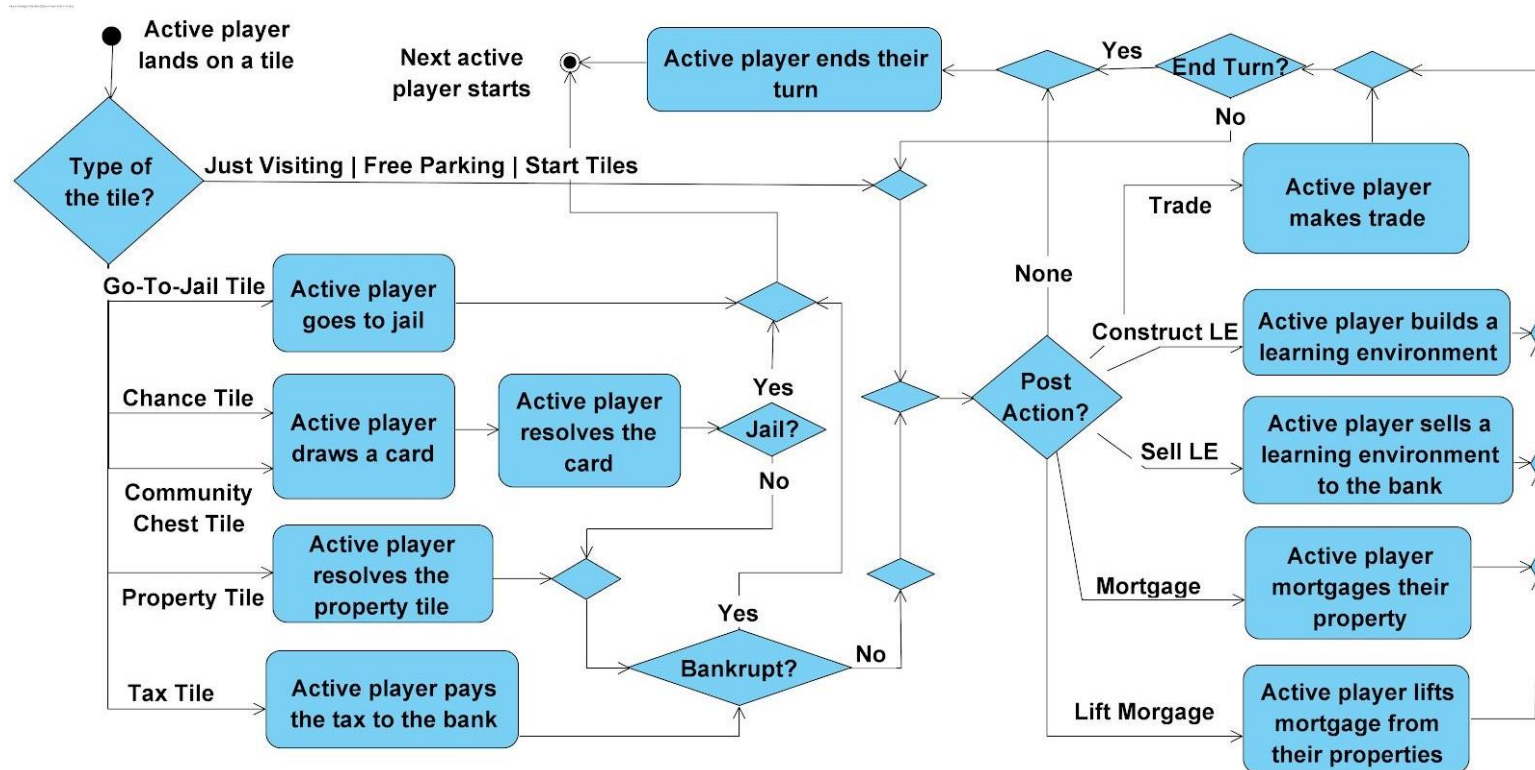 Active player
lands on a tile
Next active
player starts
Active player ends their
turn
Yes
End Turn?
No
Type of
the tile?
Just Visiting | Free Parking | Start Tiles
Active player
makes trade
Trade
None
Go-To-Jail Tile
Active player
goes to jail
Construct LE
Active player builds a
learning environment
Chance Tile
Active player
draws a card
Active player
resolves the
card
Yes
Jail?
No
Post
Action?
Sell LE
Active player sells a
learning environment
to the bank
Community
Chest Tile
Property Tile
Active player
resolves the
property tile
Mortgage
Active player
mortgages their
property
Yes
Bankrupt?
No
Tax Tile
Active player pays
the tax to the bank
Lift Morgage
Active player lifts
mortgage from
their properties